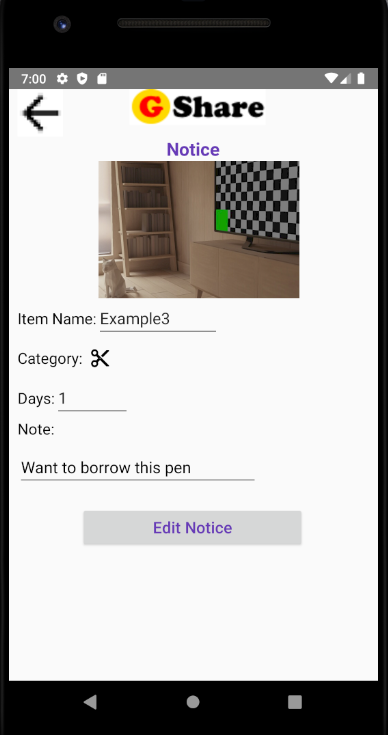 7:00
G Share
Notice
Item Name: Example3
Category:
Days: 1
Note:
Want to borrow this pen
Edit Notice